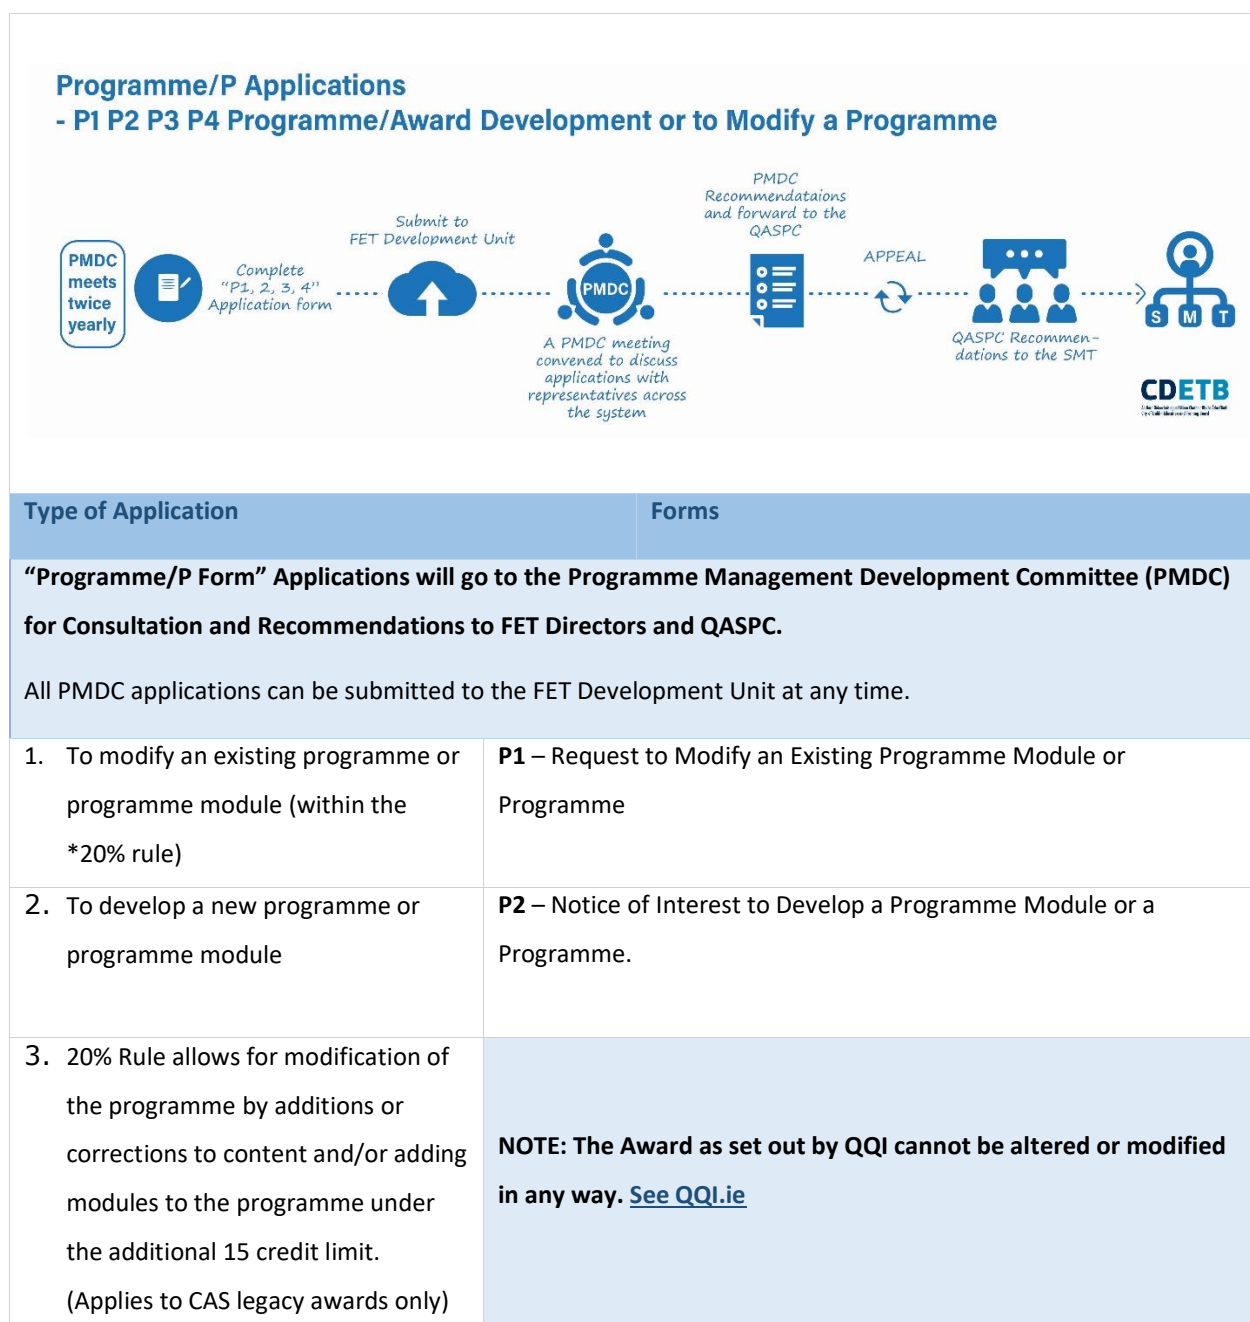 Programme/P Applications
- P1 P2 P3 P4 Programme/Award Development or to Modify a Programme
PMDC
meets
twice
yearly
Complete
“P1, 2, 3, 4”
Application form
Submit to
FET Development Unit
PMDC
A PMDC meeting
convened to discuss
applications with
representatives across
the system
PMDC
Recommendataions
and forward to the
QASPC
APPEAL
QASPC Recommen-
dations to the SMT
S M T
CDETB
Type of Application
Forms
“Programme/P Form” Applications will go to the Programme Management Development Committee (PMDC)
for Consultation and Recommendations to FET Directors and QASPC.
All PMDC applications can be submitted to the FET Development Unit at any time.
1. To modify an existing programme or
programme module (within the
*20% rule)
P1 – Request to Modify an Existing Programme Module or
Programme
2. To develop a new programme or
programme module
P2 – Notice of Interest to Develop a Programme Module or a
Programme.
3. 20% Rule allows for modification of
the programme by additions or
corrections to content and/or adding
modules to the programme under
the additional 15 credit limit.
(Applies to CAS legacy awards only)
NOTE: The Award as set out by QQI cannot be altered or modified
in any way. See QQI.ie